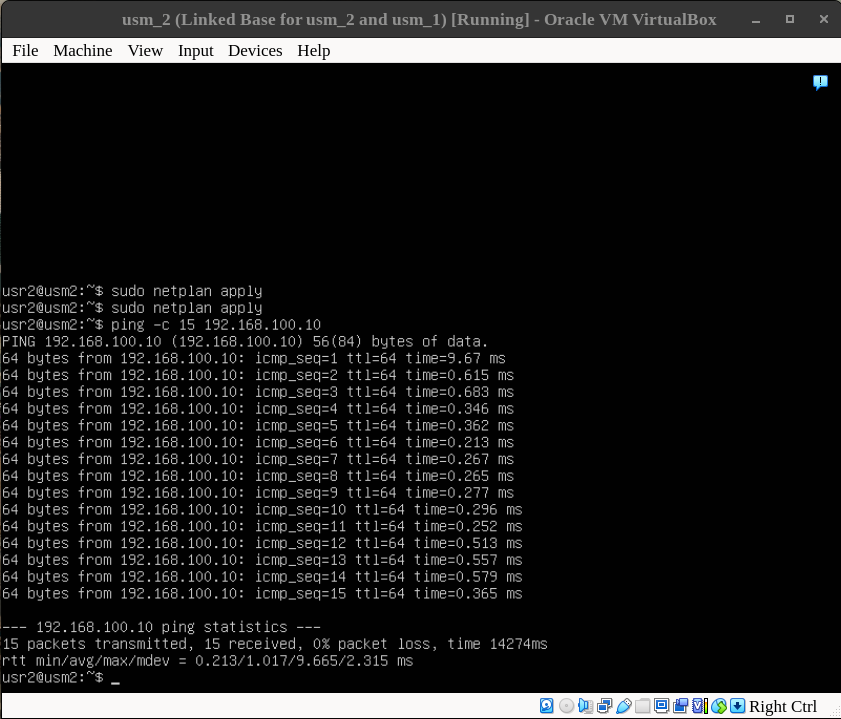 usm_2 (Linked Base for usm_2 and usm_1) [Running] - Oracle VM VirtualBox
File Machine View Input Devices Help
usr2@usm2:~$ sudo netplan apply
usr2@usm2:~$ sudo netplan apply
usr2@usm2:~$ ping -c 15 192.168.100.10
PING 192.168.100.10 (192.168.100.10) 56(84) bytes of data.
64 bytes from 192.168.100.10: icmp_seq=1 ttl=64 time=9.67 ms
64 bytes from 192.168.100.10: icmp_seq=2 ttl=64 time=0.615 ms
64 bytes from 192.168.100.10: icmp_seq=3 ttl=64 time=0.683 ms
64 bytes from 192.168.100.10: icmp_seq=4 ttl=64 time=0.346 ms
64 bytes from 192.168.100.10: icmp_seq=5 ttl=64 time=0.362 ms
64 bytes from 192.168.100.10: icmp_seq=6 ttl=64 time=0.213 ms
64 bytes from 192.168.100.10: icmp_seq=7 ttl=64 time=0.267 ms
64 bytes from 192.168.100.10: icmp_seq=8 ttl=64 time=0.265 ms
64 bytes from 192.168.100.10: icmp_seq=9 ttl=64 time=0.277 ms
64 bytes from 192.168.100.10: icmp_seq=10 ttl=64 time=0.296 ms
64 bytes from 192.168.100.10: icmp_seq=11 ttl=64 time=0.252 ms
64 bytes from 192.168.100.10: icmp_seq=12 ttl=64 time=0.513 ms
64 bytes from 192.168.100.10: icmp_seq=13 ttl=64 time=0.557 ms
64 bytes from 192.168.100.10: icmp_seq=14 ttl=64 time=0.579 ms
64 bytes from 192.168.100.10: icmp_seq=15 ttl=64 time=0.365 ms
--- 192.168.100.10 ping statistics ---
15 packets transmitted, 15 received, 0% packet loss, time 14274ms
rtt min/avg/max/mdev = 0.213/1.017/9.665/2.315 ms
usr2@usm2:~$ _
Right Ctrl